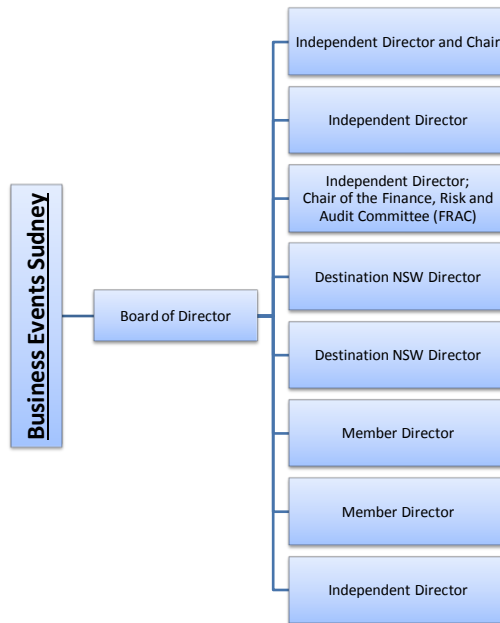 Business Events Sudney
Board of Director
Independent Director and Chair
Independent Director
Independent Director;
Chair of the Finance, Risk and
Audit Committee (FRAC)
Destination NSW Director
Destination NSW Director
Member Director
Member Director
Independent Director